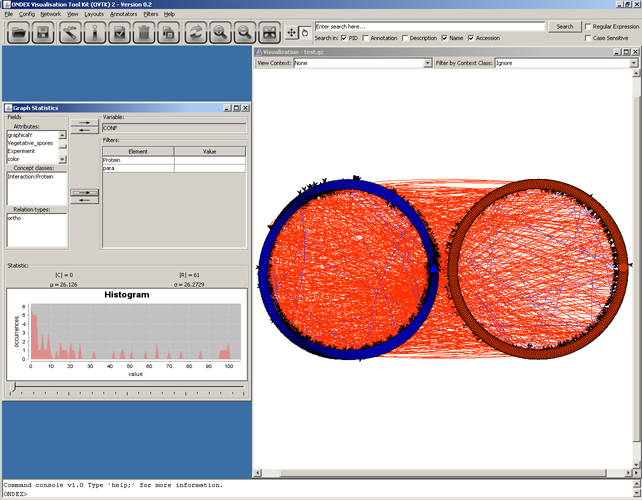 ONDEX Visualisation Tool Kit (OVTK) 2 - Version 0.2
File Config Network View Layouts Annotators Filters Help
Enter search here...
Search
Regular Expression
Search in: PID Annotation Description Name Accession
Case Sensitive
Visualization - test.gz
View Context: None Filter by Context Class: Ignore
Graph Statistics
Fields
Attributes:
graphicalY
Vegetative_spores
Experiment
color
Concept classes:
Interaction:Protein
Relation types:
ortho
Variable:
CONF
Filters:
Element Value
Protein
para
Statistic:
|C| = 0 |R| = 61
μ = 26.126 σ = 26.2729
Histogram
occurrences
6
5
4
3
2
1
0
0 10 20 30 40 50 60 70 80 90 100
value
Command console v1.0 Type 'help;' for more information.
ONDEX>